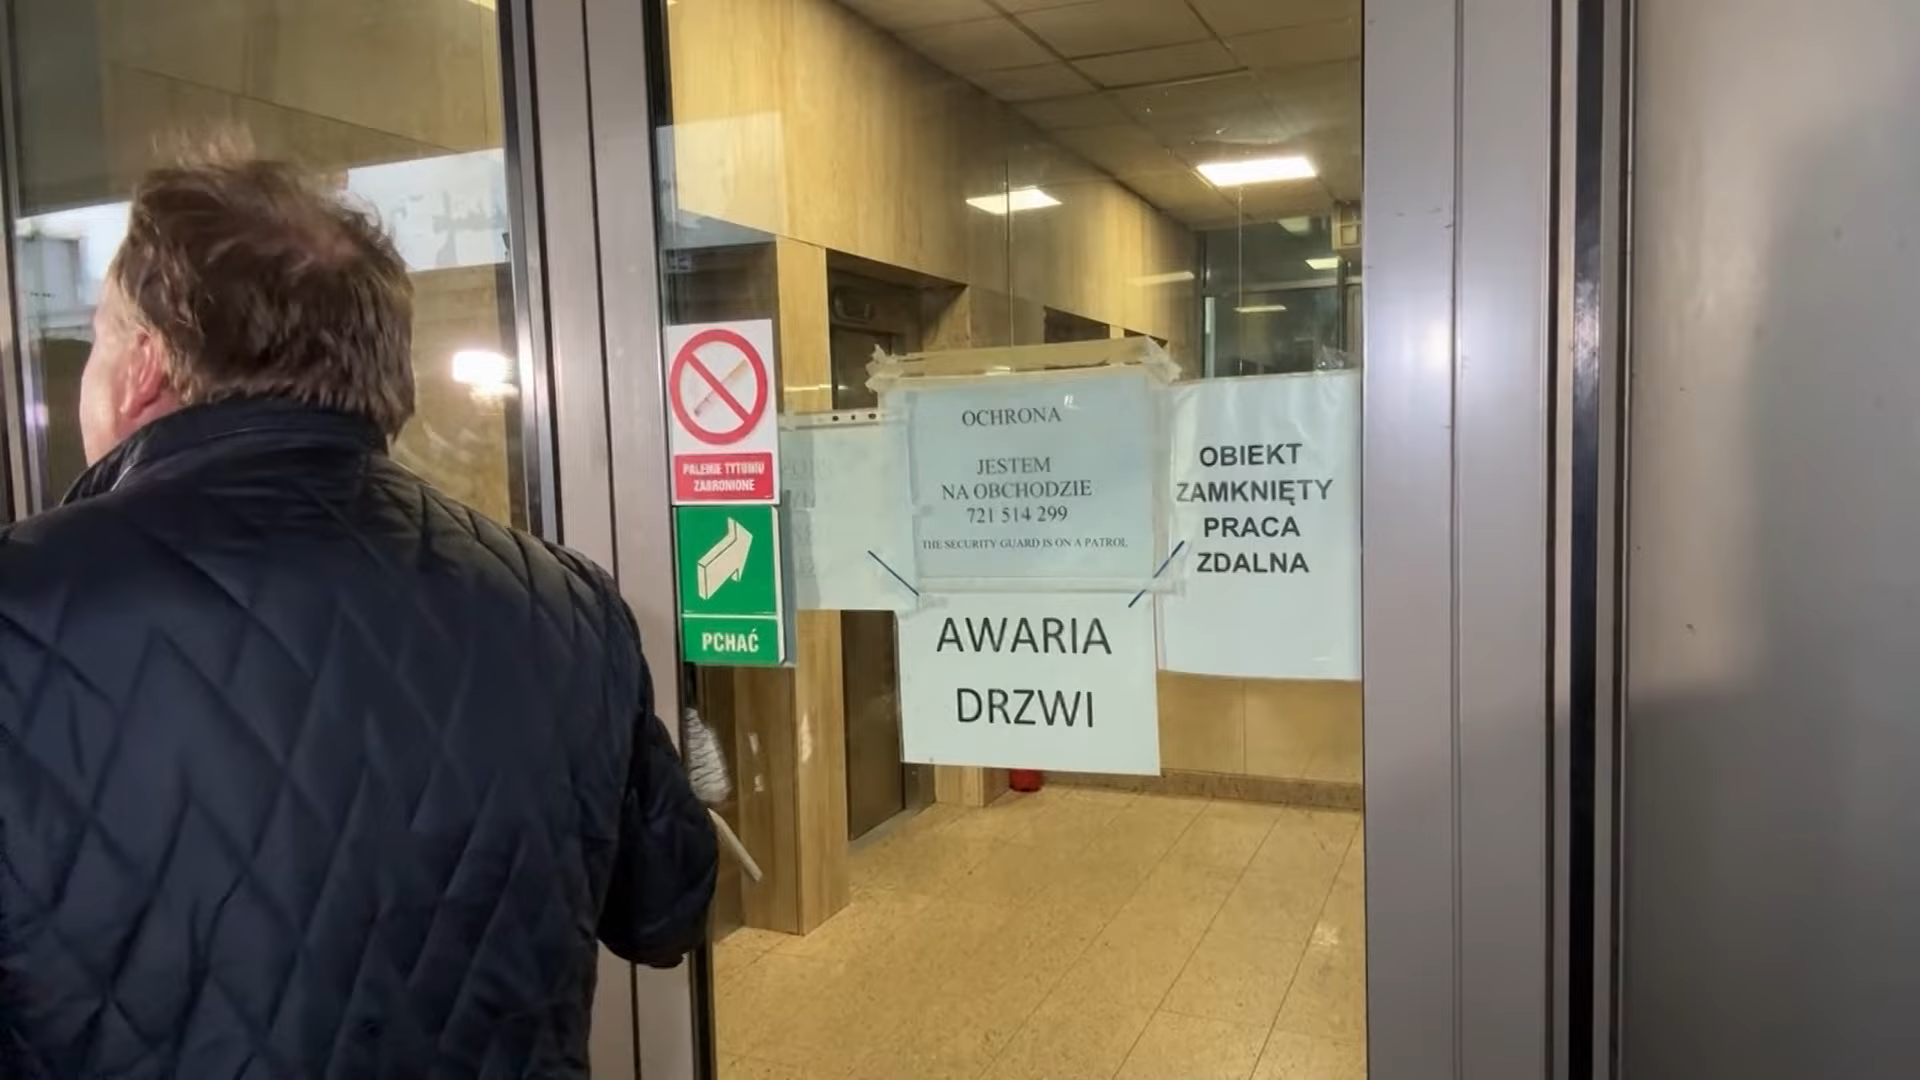 PALENIE TYTONIU
ZABRONIONE
PCHAĆ
OCHRONA
JESTEM
NA OBCHODZIE
721 514 299
THE SECURITY GUARD IS ON A PATROL
AWARIA
DRZWI
OBIEKT
ZAMKNIĘTY
PRACA
ZDALNA